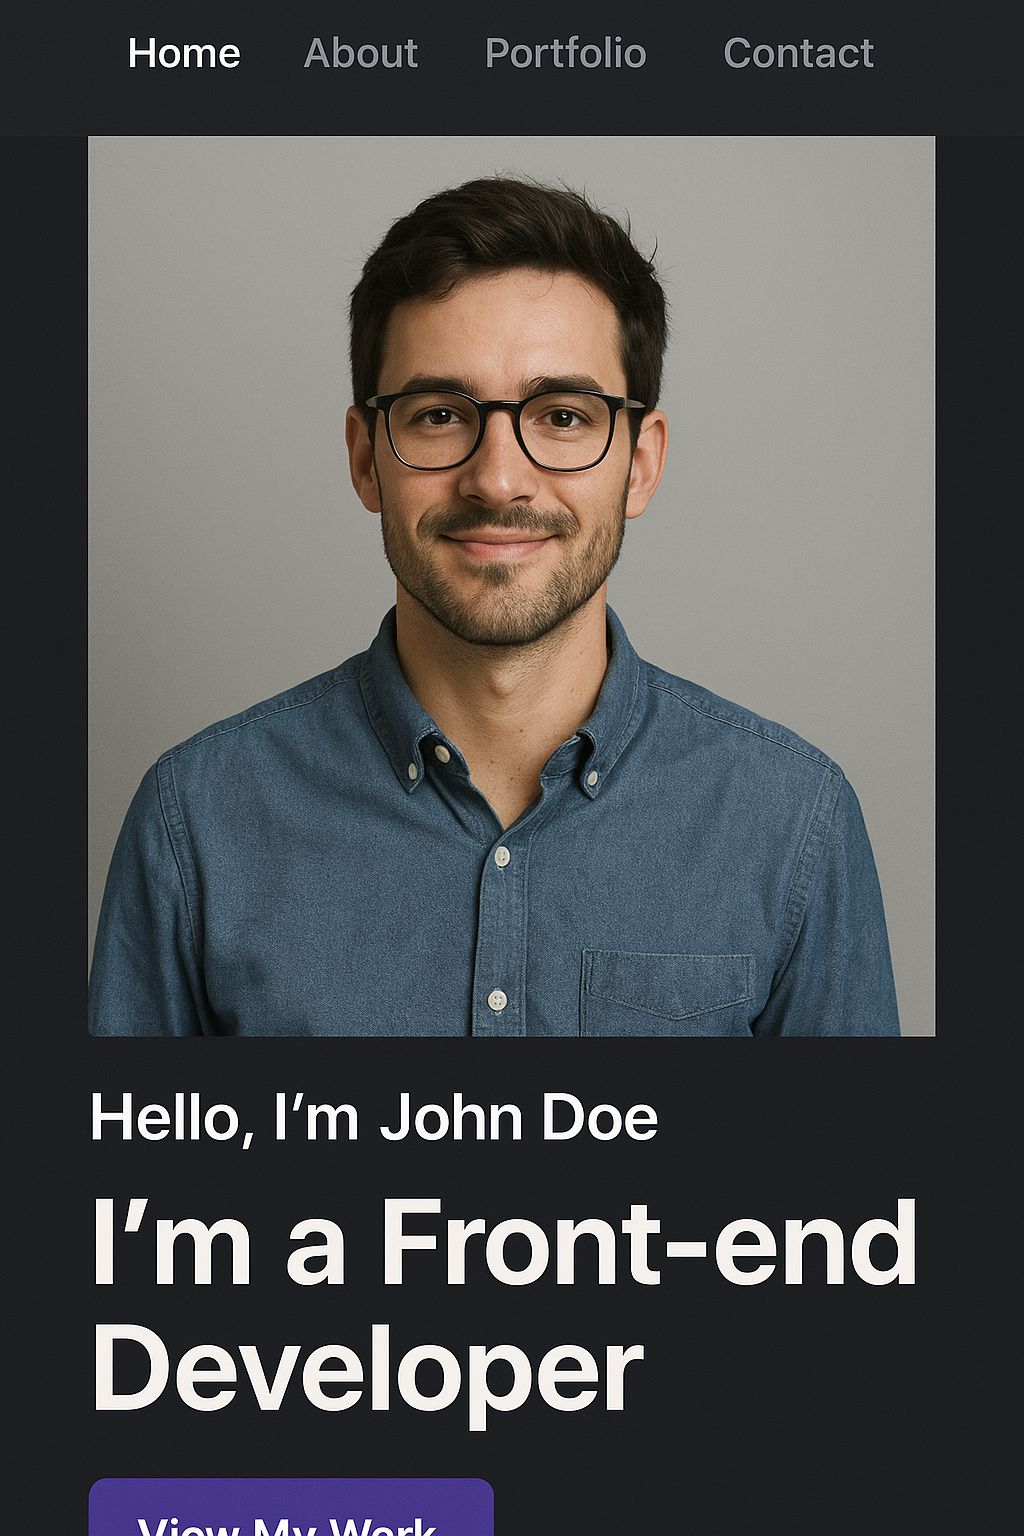 Home About Portfolio Contact
Hello, I’m John Doe
I’m a Front-end
Developer
View My Work